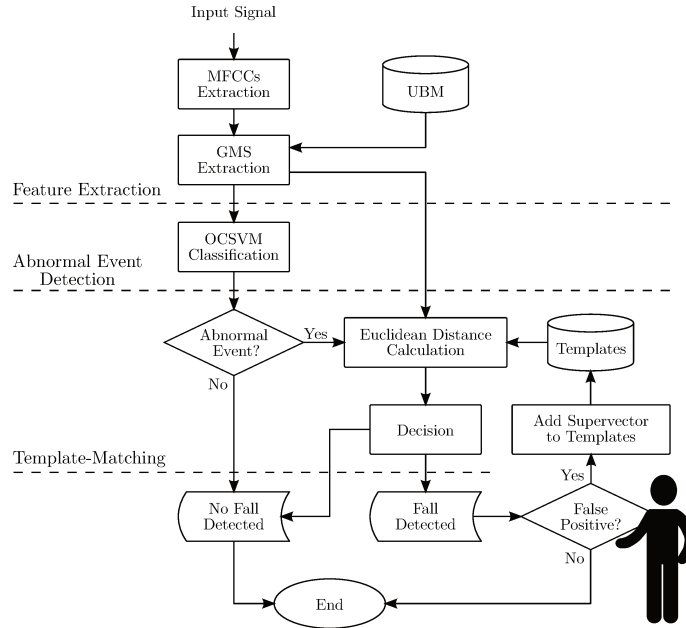 Input Signal
MFCCs
Extraction
UBM
GMS
Extraction
Feature Extraction
OCSVM
Classification
Abnormal Event
Detection
Abnormal
Event?
Yes
Euclidean Distance
Calculation
Templates
No
Decision
Add Supervector
to Templates
Template-Matching
Yes
No Fall
Detected
Fall
Detected
False
Positive?
No
End